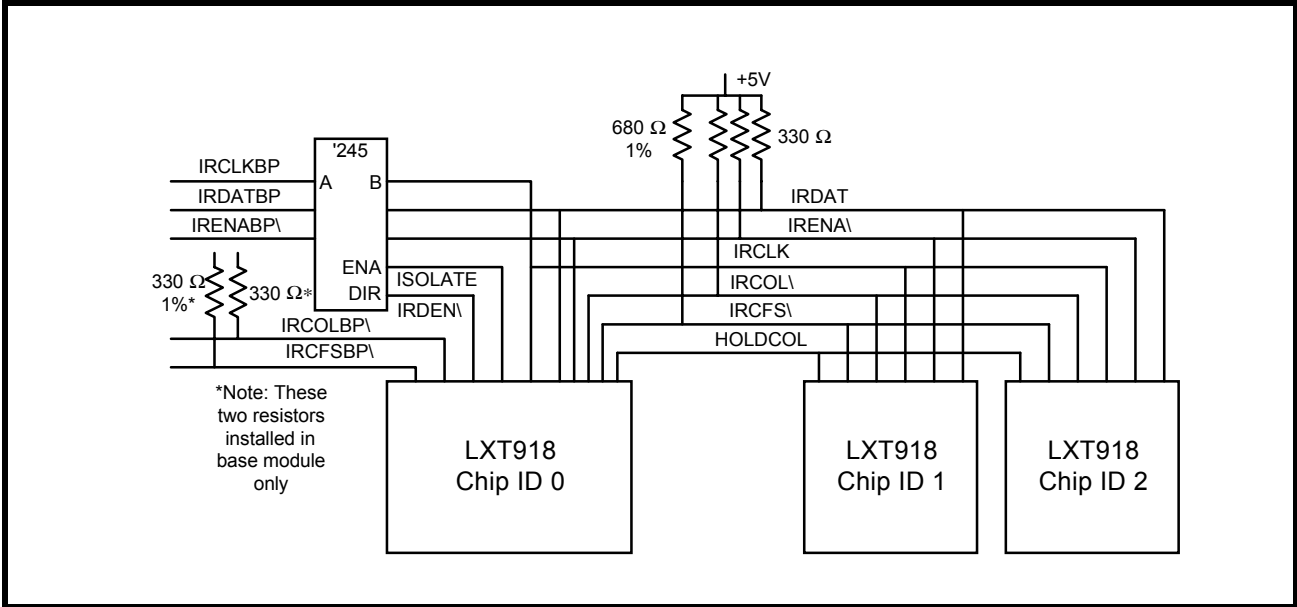 +5V
680 Ω
1%
330 Ω
'245
A B
ENA
DIR
IRCLKBP
IRDATBP
IRENABP\
330 Ω
1%*
330 Ω*
ISOLATE
IRDEN\
IRCOLBP\
IRCFSBP\
IRDAT
IRENA\
IRCLK
IRCOL\
IRCFS\
HOLDCOL
*Note: These
two resistors
installed in
base module
only
LXT918
Chip ID 0
LXT918
Chip ID 1
LXT918
Chip ID 2